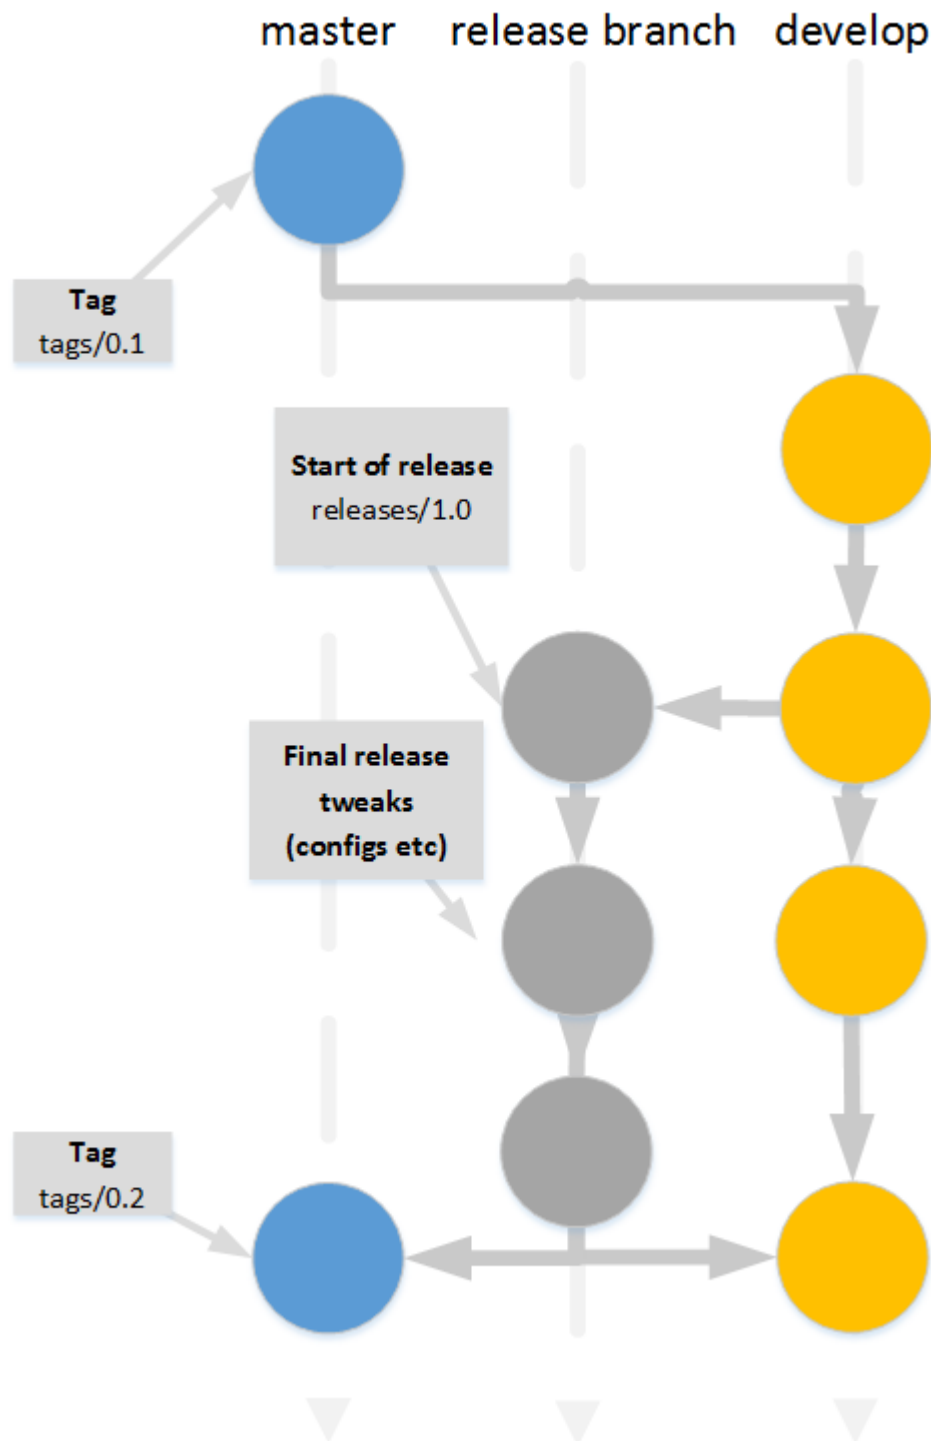 master
release branch
develop
Tag
tags/0.1
Start of release
releases/1.0
Final release
tweaks
(configs etc)
Tag
tags/0.2